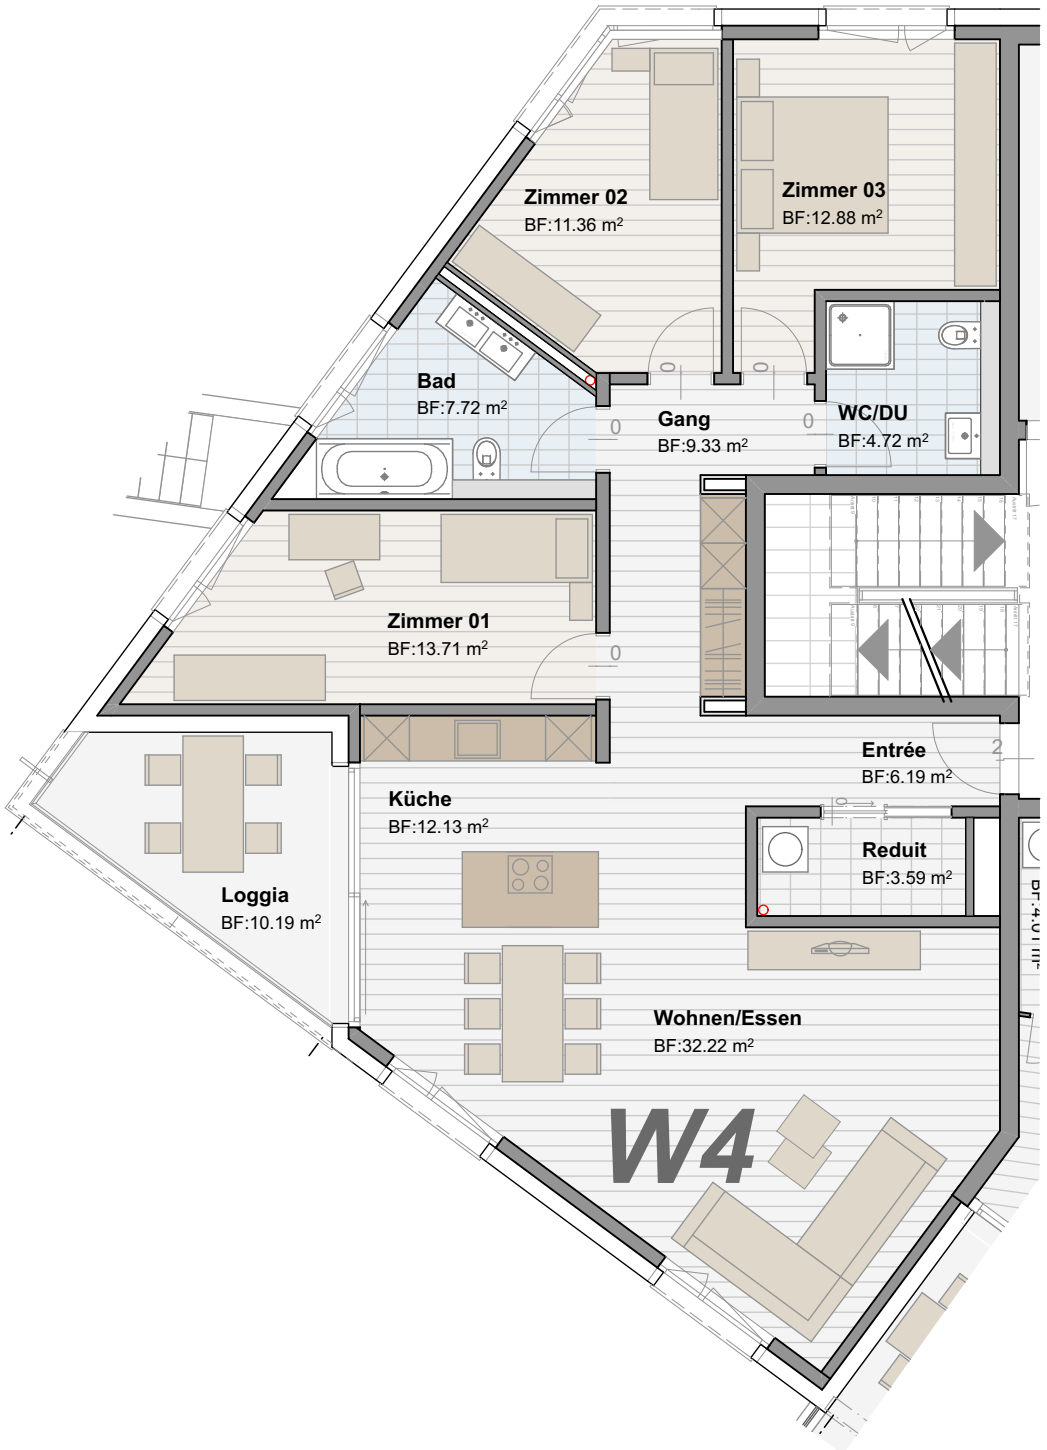 Zimmer 02
BF:11.36 m²
Zimmer 03
BF:12.88 m²
Bad
BF:7.72 m²
Gang
BF:9.33 m²
WC/DU
BF:4.72 m²
0
0
0
0
Zimmer 01
BF:13.71 m²
0
Entrée
BF:6.19 m²
2
Küche
BF:12.13 m²
0
Reduit
BF:3.59 m²
Loggia
BF:10.19 m²
Wohnen/Essen
BF:32.22 m²
W4